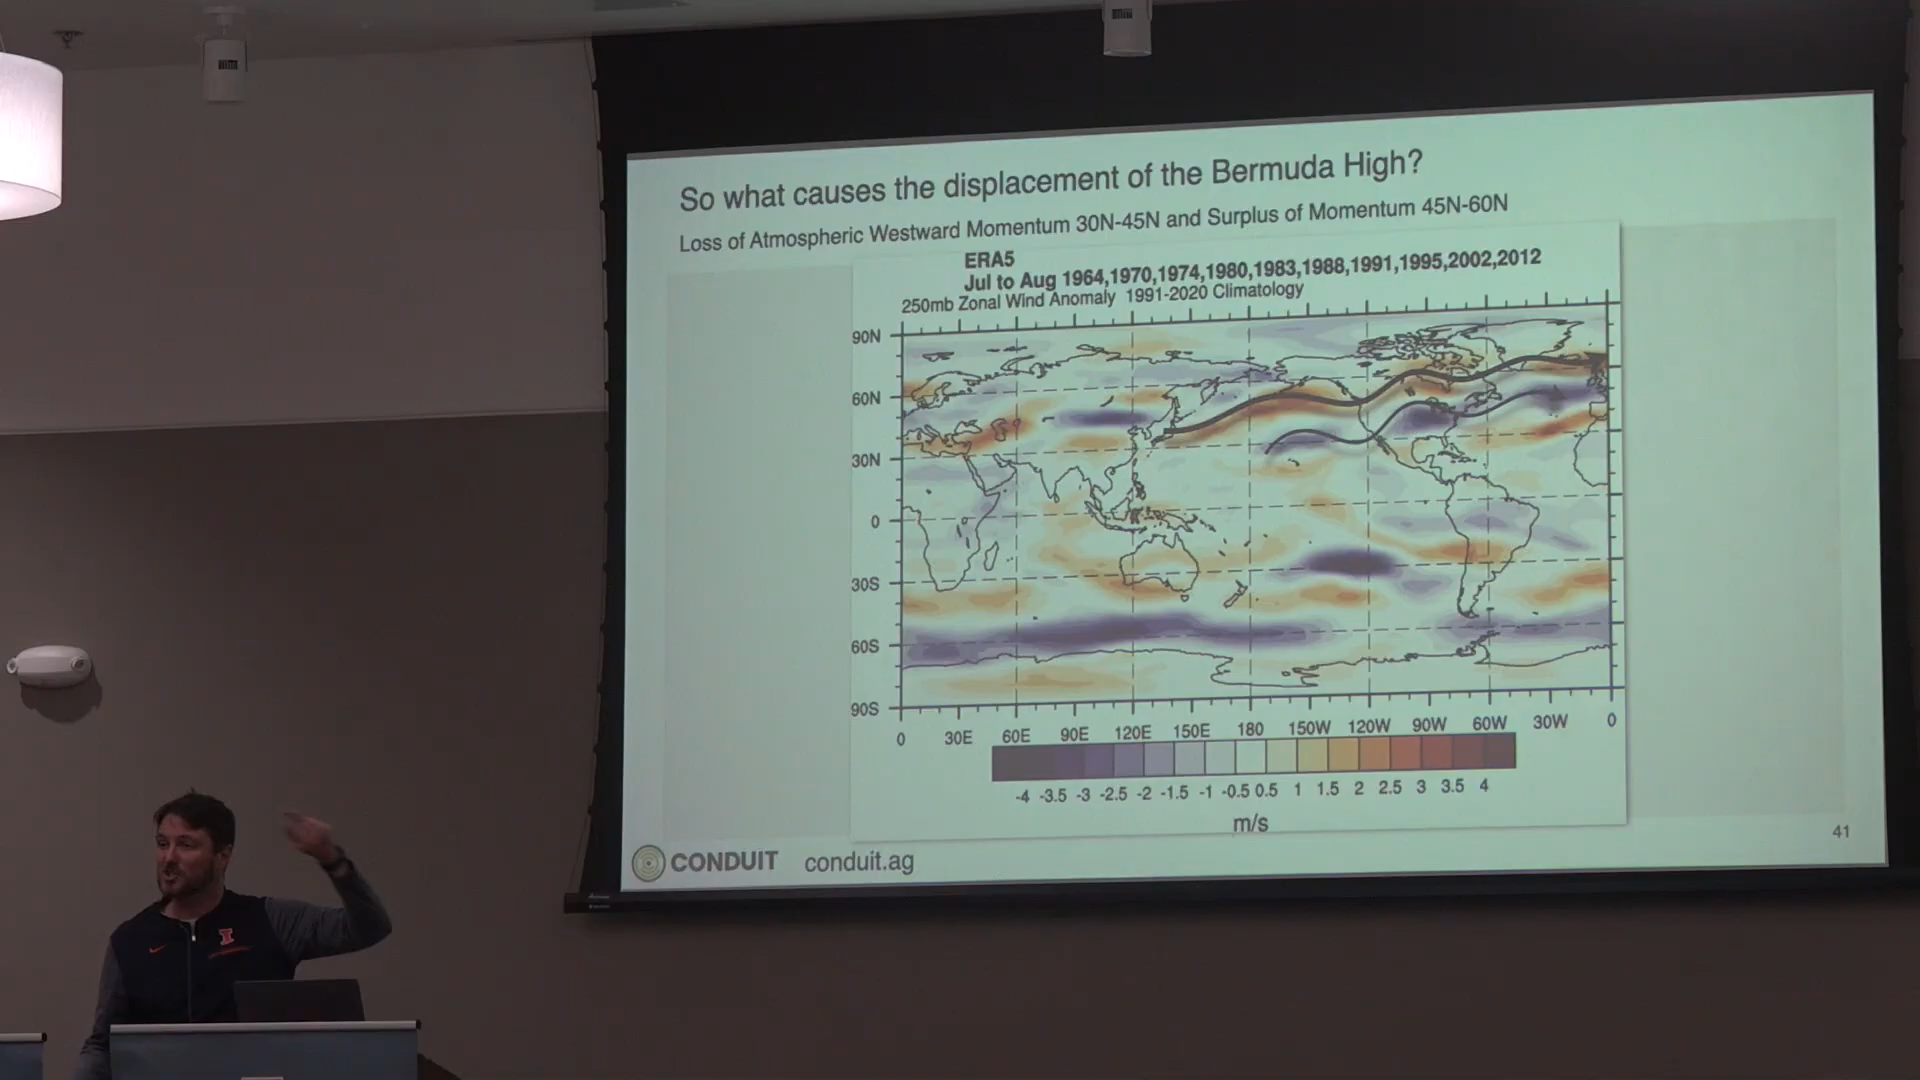 So what causes the displacement of the Bermuda High?
Loss of Atmospheric Westward Momentum 30N-45N and Surplus of Momentum 45N-60N
ERA5
Jul to Aug 1964,1970,1974,1980,1983,1988,1991,1995,2002,2012
250mb Zonal Wind Anomaly 1991-2020 Climatology
90N
60N
30N
0
30S
60S
90S
0 30E 60E 90E 120E 150E 180 150W 120W 90W 60W 30W 0
-4 -3.5 -3 -2.5 -2 -1.5 -1 -0.5 0.5 1 1.5 2 2.5 3 3.5 4
m/s
41
CONDUIT conduit.ag
I